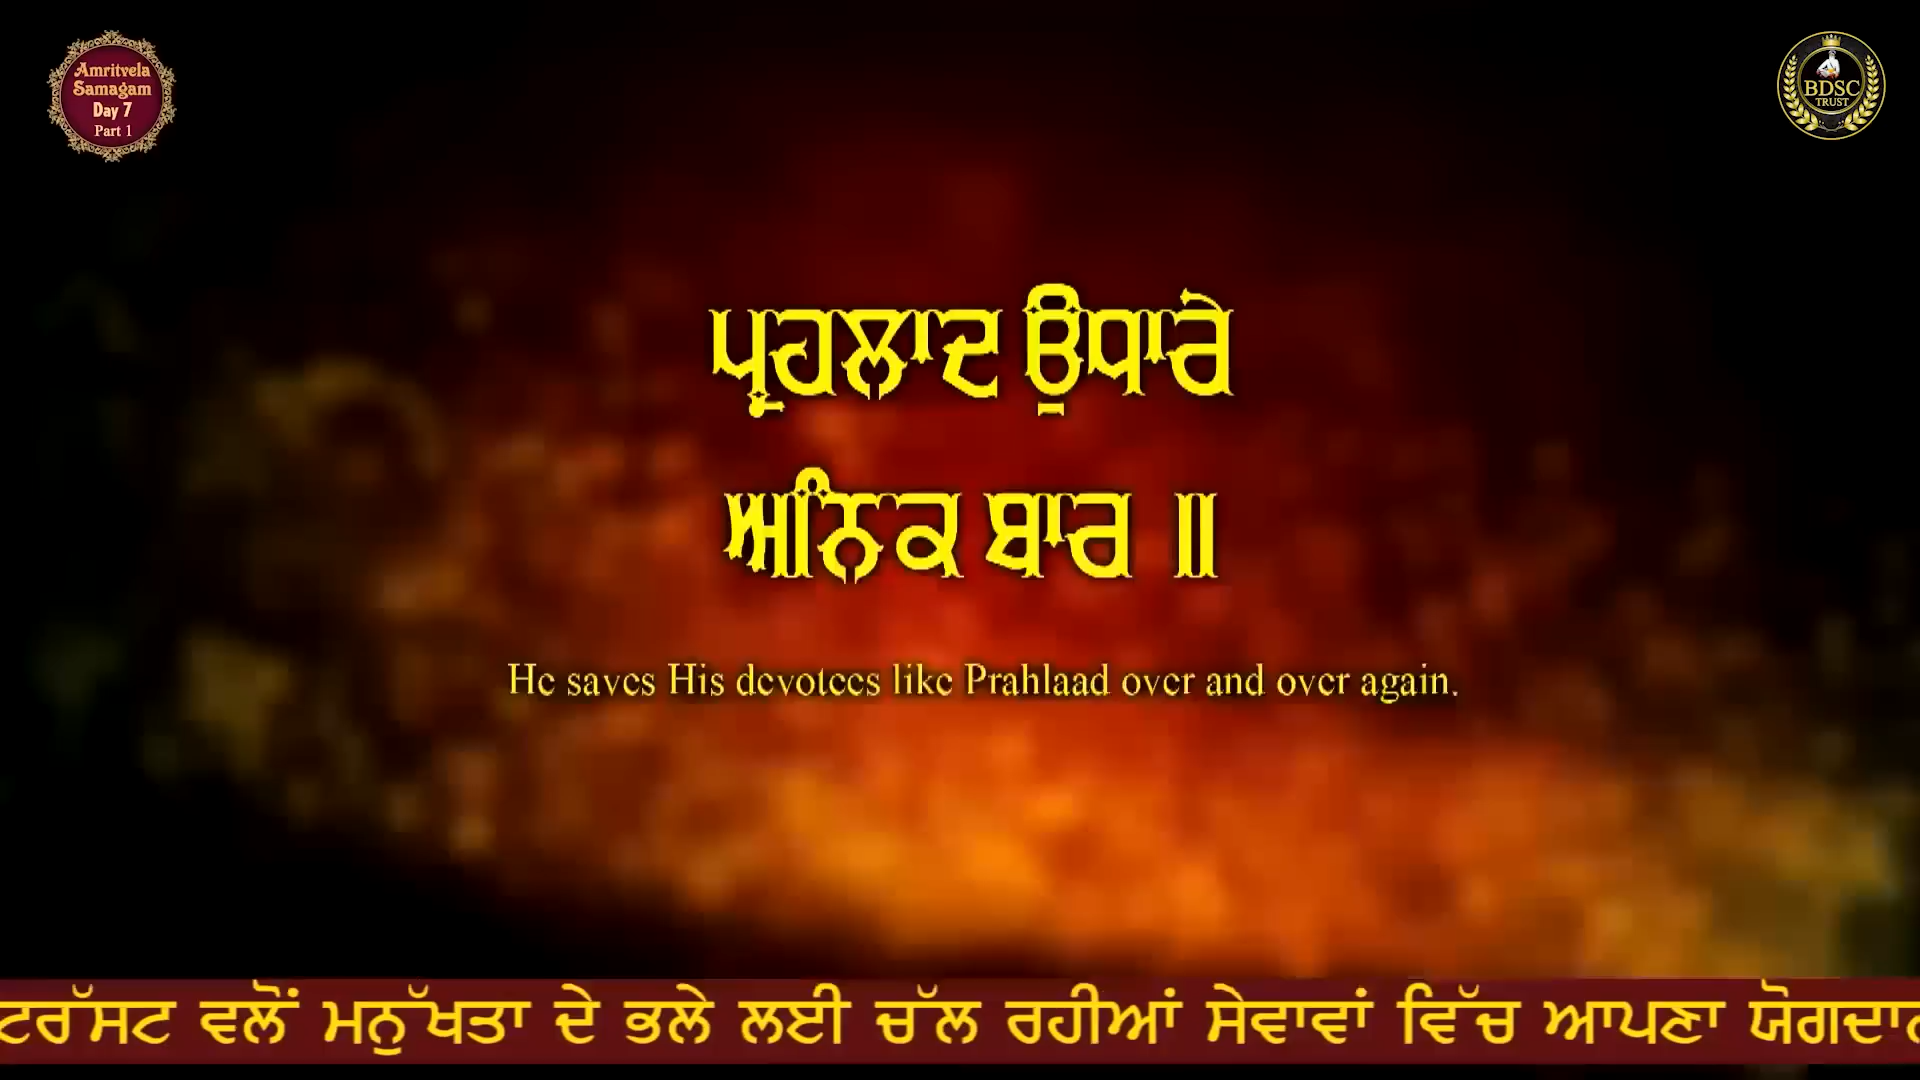 Amritvela
Samagam
Day 7
Part 1
BDSC
TRUST
ਪ੍ਰਹਲਾਦ ਉਧਾਰੇ
ਅਨਿਕ ਬਾਰ ॥
He saves His devotees like Prahlaad over and over again.
ਟਰੱਸਟ ਵਲੋਂ ਮਨੁੱਖਤਾ ਦੇ ਭਲੇ ਲਈ ਚੱਲ ਰਹੀਆਂ ਸੇਵਾਵਾਂ ਵਿੱਚ ਆਪਣਾ